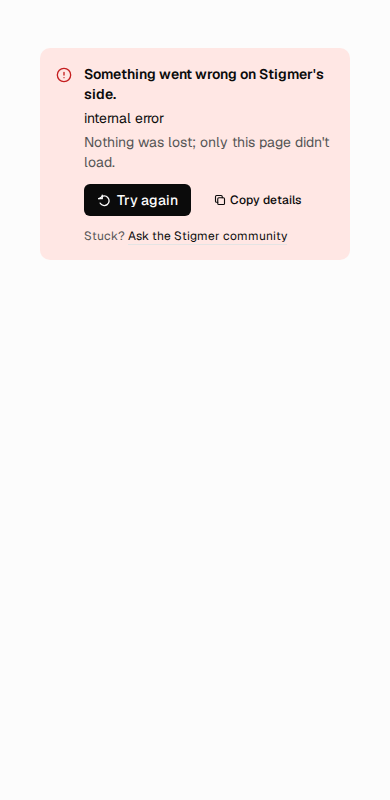 Something went wrong on Stigmer's
side.
internal error
Nothing was lost; only this page didn't
load.
Try again
Copy details
Stuck? Ask the Stigmer community